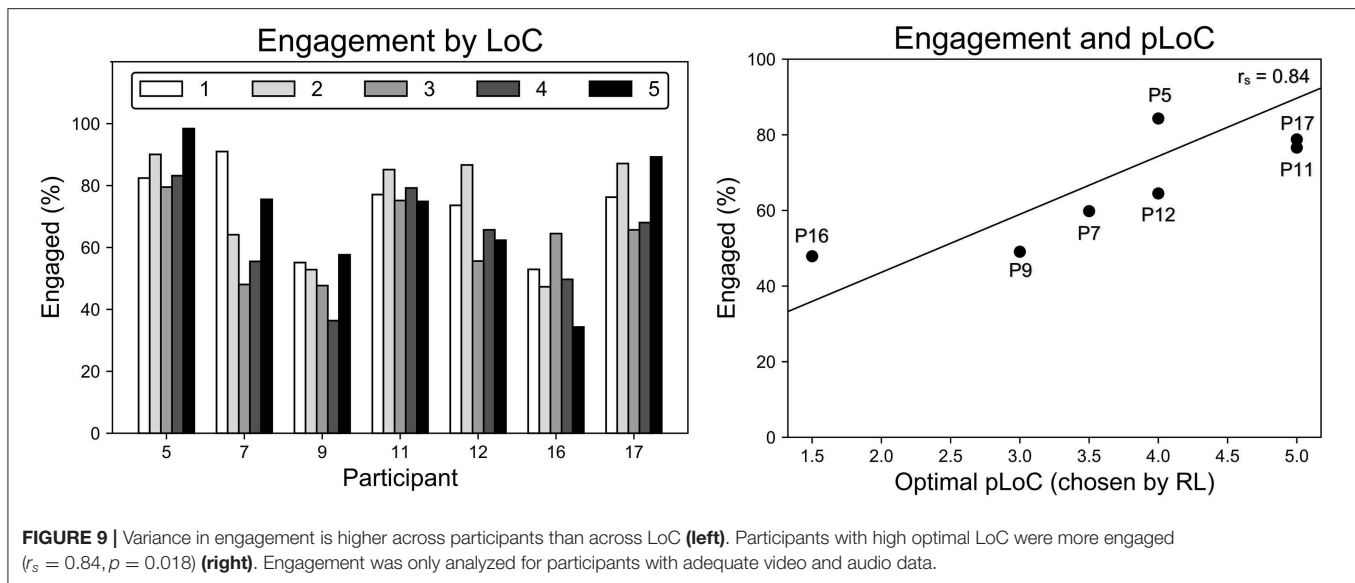 Engagement by LoC
1 2 3 4 5
Engaged (%)
100
80
60
40
20
0
5 7 9 11 12 16 17
Participant
Engagement and pLoC
rₛ = 0.84
Engaged (%)
100
80
60
40
20
0
P5
P17
P11
P12
P7
P9
P16
1.5 2.0 2.5 3.0 3.5 4.0 4.5 5.0
Optimal pLoC (chosen by RL)
FIGURE 9 | Variance in engagement is higher across participants than across LoC (left). Participants with high optimal LoC were more engaged
(rₛ = 0.84, p = 0.018) (right). Engagement was only analyzed for participants with adequate video and audio data.